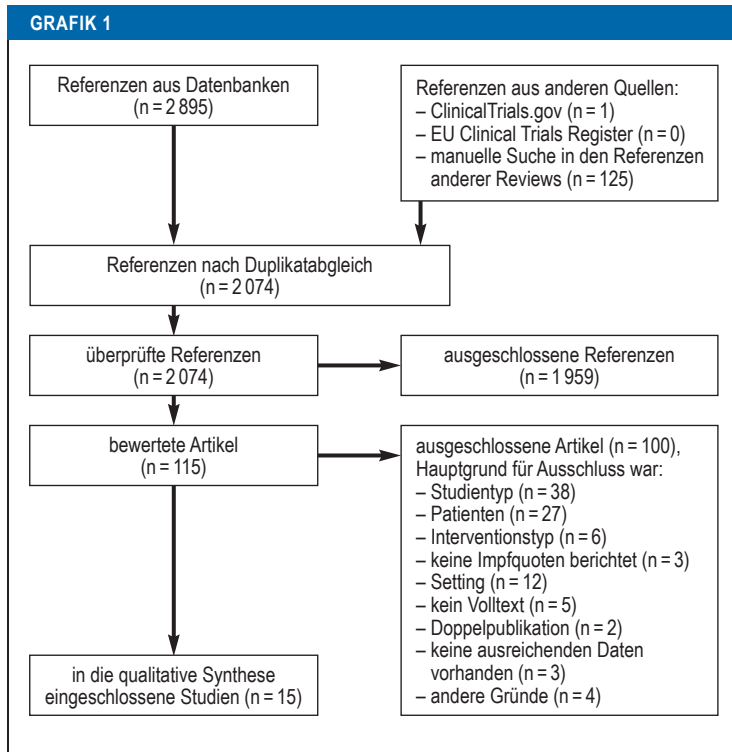 GRAFIK 1
Referenzen aus Datenbanken
(n = 2 895)
Referenzen aus anderen Quellen:
– ClinicalTrials.gov (n = 1)
– EU Clinical Trials Register (n = 0)
– manuelle Suche in den Referenzen
anderer Reviews (n = 125)
Referenzen nach Duplikatabgleich
(n = 2 074)
überprüfte Referenzen
(n = 2 074)
ausgeschlossene Referenzen
(n = 1 959)
bewertete Artikel
(n = 115)
ausgeschlossene Artikel (n = 100),
Hauptgrund für Ausschluss war:
– Studientyp (n = 38)
– Patienten (n = 27)
– Interventionstyp (n = 6)
– keine Impfquoten berichtet (n = 3)
– Setting (n = 12)
– kein Volltext (n = 5)
– Doppelpublikation (n = 2)
– keine ausreichenden Daten
vorhanden (n = 3)
– andere Gründe (n = 4)
in die qualitative Synthese
eingeschlossene Studien (n = 15)